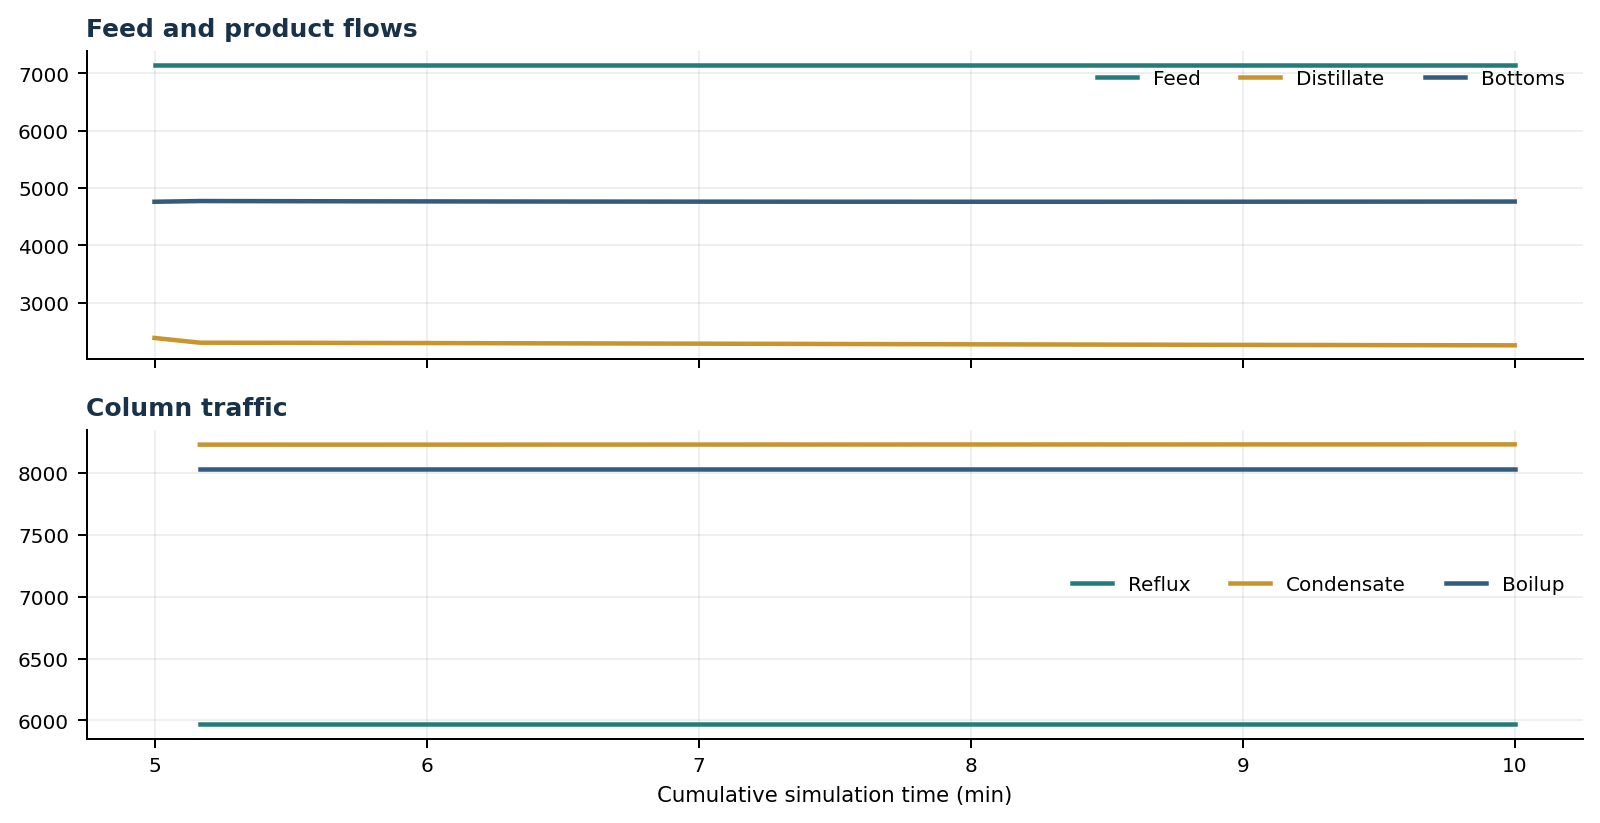 Feed and product flows
7000
Feed Distillate Bottoms
6000
5000
4000
3000
Column traffic
8000
7500
Reflux Condensate Boilup
7000
6500
6000
5 6 7 8 9 10
Cumulative simulation time (min)